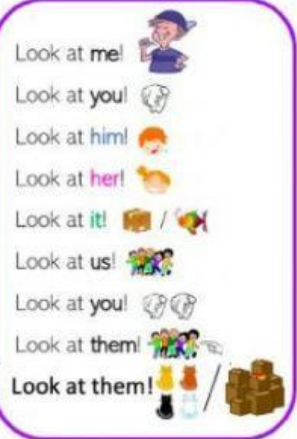 Look at me!
Look at you!
Look at him!
Look at her!
Look at it! /
Look at us!
Look at you!
Look at them!
Look at them! /